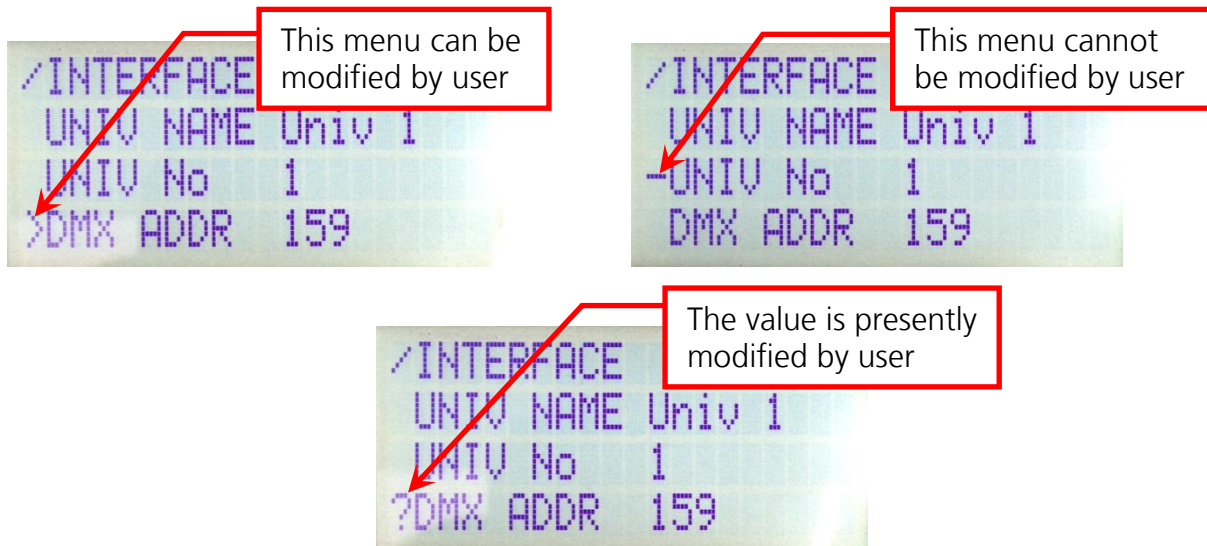 This menu can be
modified by user
/INTERFACE
UNIV NAME Univ 1
UNIV No 1
>DMX ADDR 159
This menu cannot
be modified by user
/INTERFACE
UNIV NAME Univ 1
-UNIV No 1
DMX ADDR 159
The value is presently
modified by user
/INTERFACE
UNIV NAME Univ 1
UNIV No 1
?DMX ADDR 159